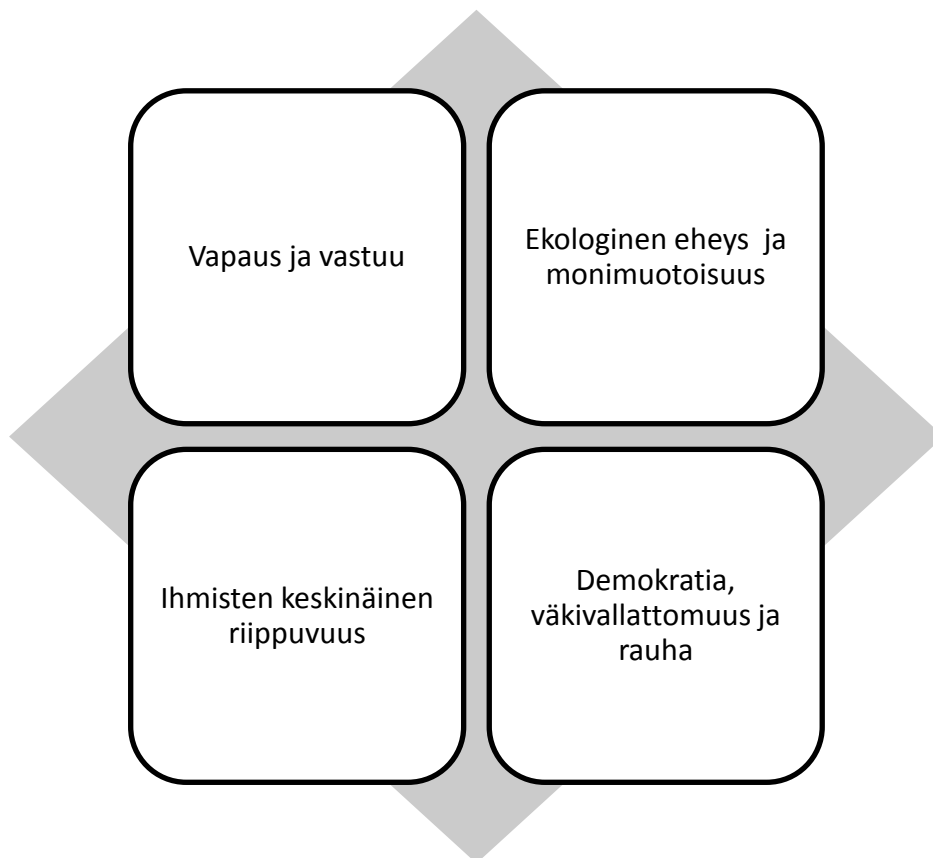 Vapaus ja vastuu
Ekologinen eheys ja
monimuotoisuus
Ihmisten keskinäinen
riippuvuus
Demokratia,
väkivallattomuus ja
rauha